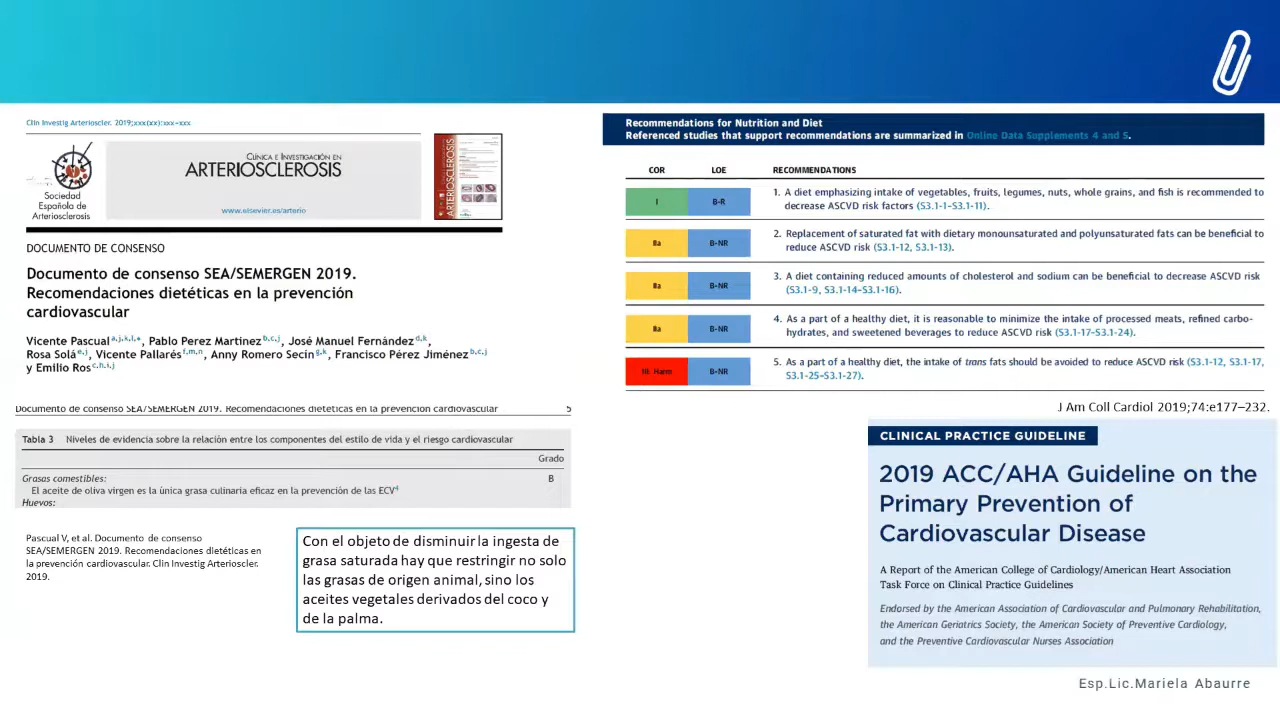 Clin Investig Arterioscler. 2019;xxx(xx):xxx-xxx
Sociedad
Española de
Arteriosclerosis
CLÍNICA E INVESTIGACIÓN EN
ARTERIOSCLEROSIS
www.elsevier.es/arterio
ARTERIOSCLEROSIS
DOCUMENTO DE CONSENSO
Documento de consenso SEA/SEMERGEN 2019.
Recomendaciones dietéticas en la prevención
cardiovascular
Vicente Pascual a,j,k,l,*, Pablo Perez Martinez b,c,j, José Manuel Fernández d,k,
Rosa Solá e,j, Vicente Pallarés f,m,n, Anny Romero Secín g,k, Francisco Pérez Jiménez b,c,j
y Emilio Ros c,h,i,j
Documento de consenso SEA/SEMERGEN 2019. Recomendaciones dietéticas en la prevención cardiovascular 5
Tabla 3 Niveles de evidencia sobre la relación entre los componentes del estilo de vida y el riesgo cardiovascular
Grado
Grasas comestibles: B
El aceite de oliva virgen es la única grasa culinaria eficaz en la prevención de las ECV4
Huevos:
Pascual V, et al. Documento de consenso
SEA/SEMERGEN 2019. Recomendaciones dietéticas en
la prevención cardiovascular. Clin Investig Arterioscler.
2019.
Con el objeto de disminuir la ingesta de
grasa saturada hay que restringir no solo
las grasas de origen animal, sino los
aceites vegetales derivados del coco y
de la palma.
Recommendations for Nutrition and Diet
Referenced studies that support recommendations are summarized in Online Data Supplements 4 and 5.
COR LOE RECOMMENDATIONS
I B-R 1. A diet emphasizing intake of vegetables, fruits, legumes, nuts, whole grains, and fish is recommended to
decrease ASCVD risk factors (S3.1-1–S3.1-11).
IIa B-NR 2. Replacement of saturated fat with dietary monounsaturated and polyunsaturated fats can be beneficial to
reduce ASCVD risk (S3.1-12, S3.1-13).
IIa B-NR 3. A diet containing reduced amounts of cholesterol and sodium can be beneficial to decrease ASCVD risk
(S3.1-9, S3.1-14–S3.1-16).
IIa B-NR 4. As a part of a healthy diet, it is reasonable to minimize the intake of processed meats, refined carbo-
hydrates, and sweetened beverages to reduce ASCVD risk (S3.1-17–S3.1-24).
III: Harm B-NR 5. As a part of a healthy diet, the intake of trans fats should be avoided to reduce ASCVD risk (S3.1-12, S3.1-17,
S3.1-25–S3.1-27).
J Am Coll Cardiol 2019;74:e177–232.
CLINICAL PRACTICE GUIDELINE
2019 ACC/AHA Guideline on the
Primary Prevention of
Cardiovascular Disease
A Report of the American College of Cardiology/American Heart Association
Task Force on Clinical Practice Guidelines
Endorsed by the American Association of Cardiovascular and Pulmonary Rehabilitation,
the American Geriatrics Society, the American Society of Preventive Cardiology,
and the Preventive Cardiovascular Nurses Association
Esp.Lic.Mariela Abaurre